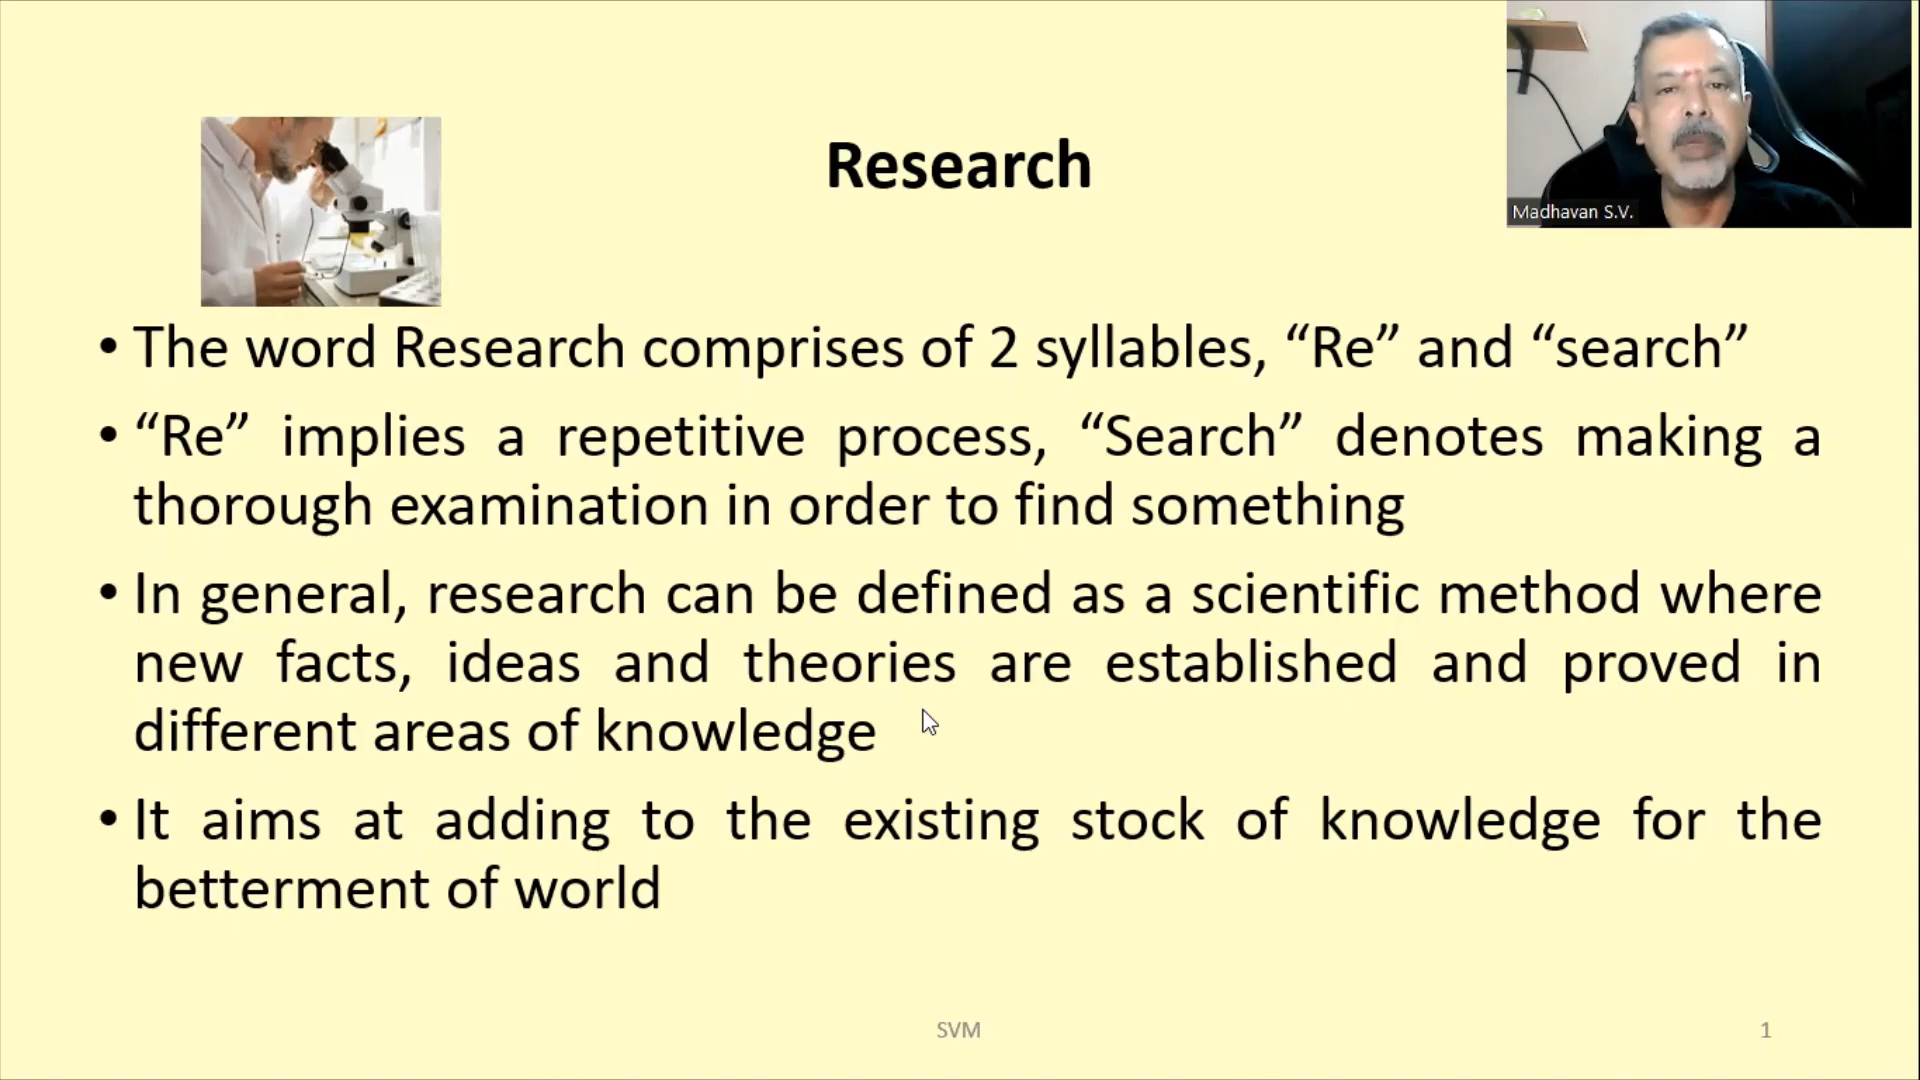 Research
Madhavan S.V.
• The word Research comprises of 2 syllables, “Re” and “search”
• “Re” implies a repetitive process, “Search” denotes making a
thorough examination in order to find something
• In general, research can be defined as a scientific method where
new facts, ideas and theories are established and proved in
different areas of knowledge
• It aims at adding to the existing stock of knowledge for the
betterment of world
SVM
1